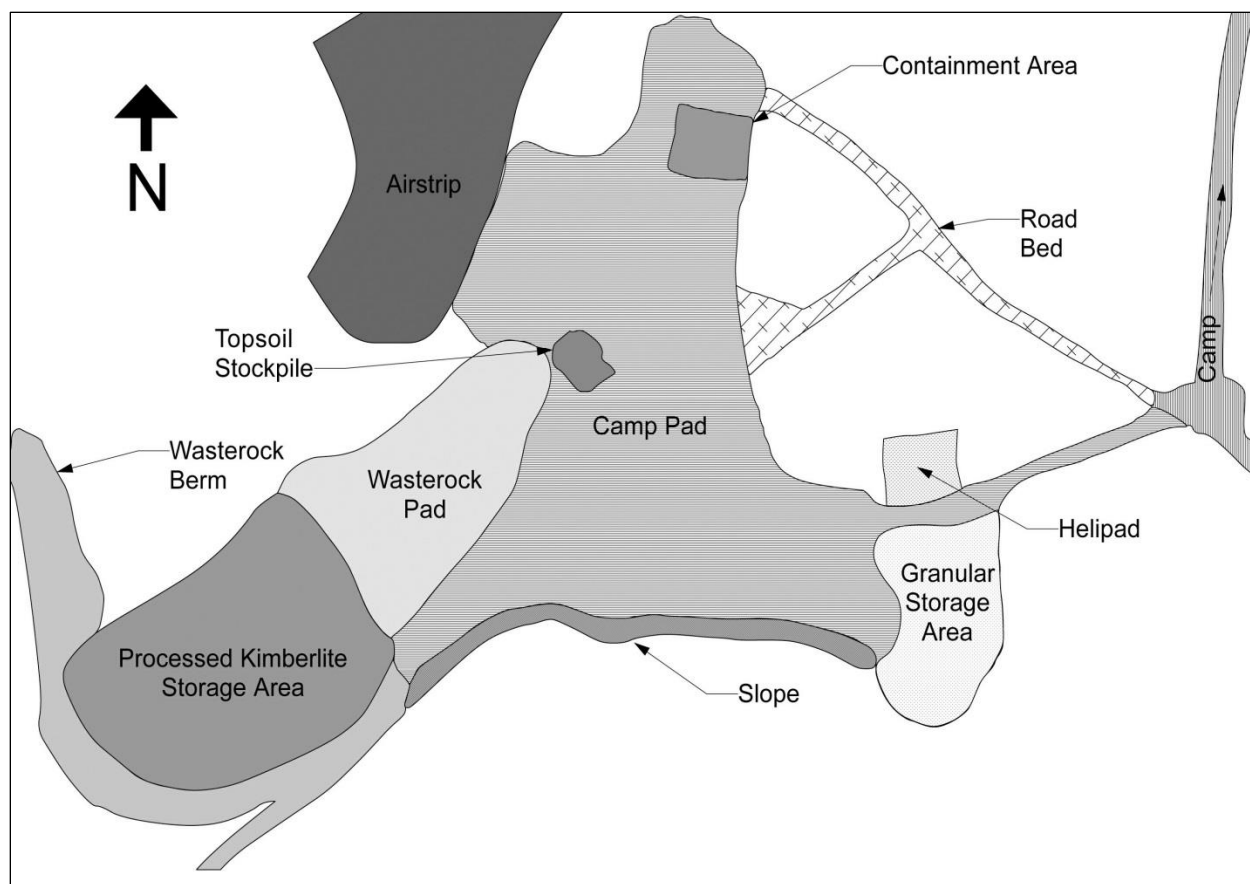 Containment Area
N
Airstrip
Road
Bed
Topsoil
Stockpile
Camp
Camp Pad
Wasterock
Berm
Wasterock
Pad
Helipad
Granular
Storage
Area
Processed Kimberlite
Storage Area
Slope